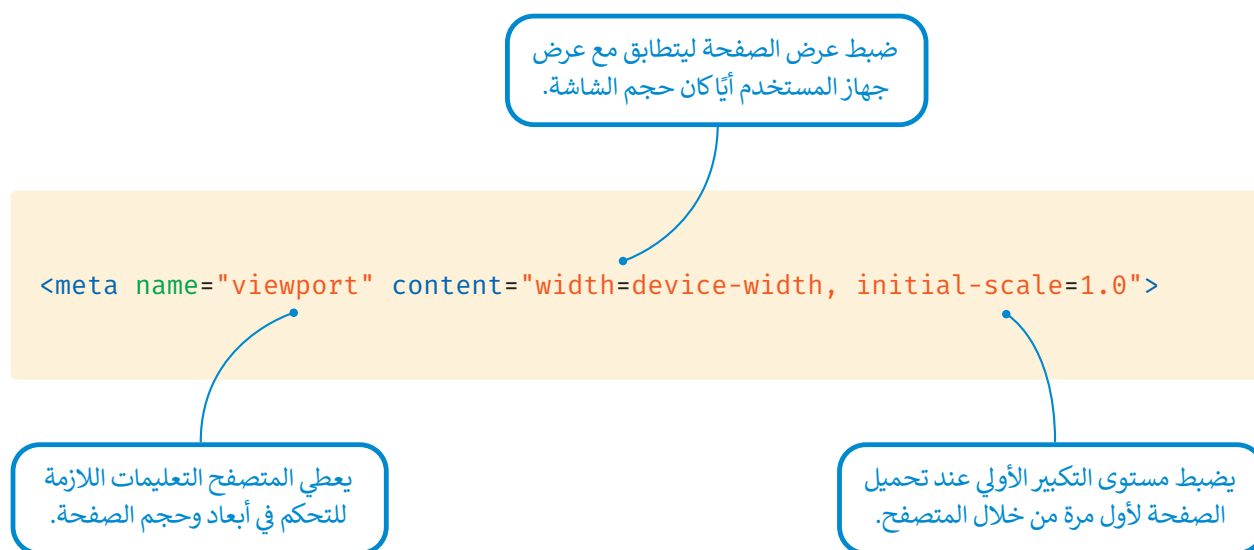 ضبط عرض الصفحة ليتطابق مع عرض
جهاز المستخدم أيًا كان حجم الشاشة.
<meta name="viewport" content="width=device-width, initial-scale=1.0">
يعطي المتصفح التعليمات اللازمة
للتحكم في أبعاد وحجم الصفحة.
يضبط مستوى التكبير الأولي عند تحميل
الصفحة لأول مرة من خلال المتصفح.